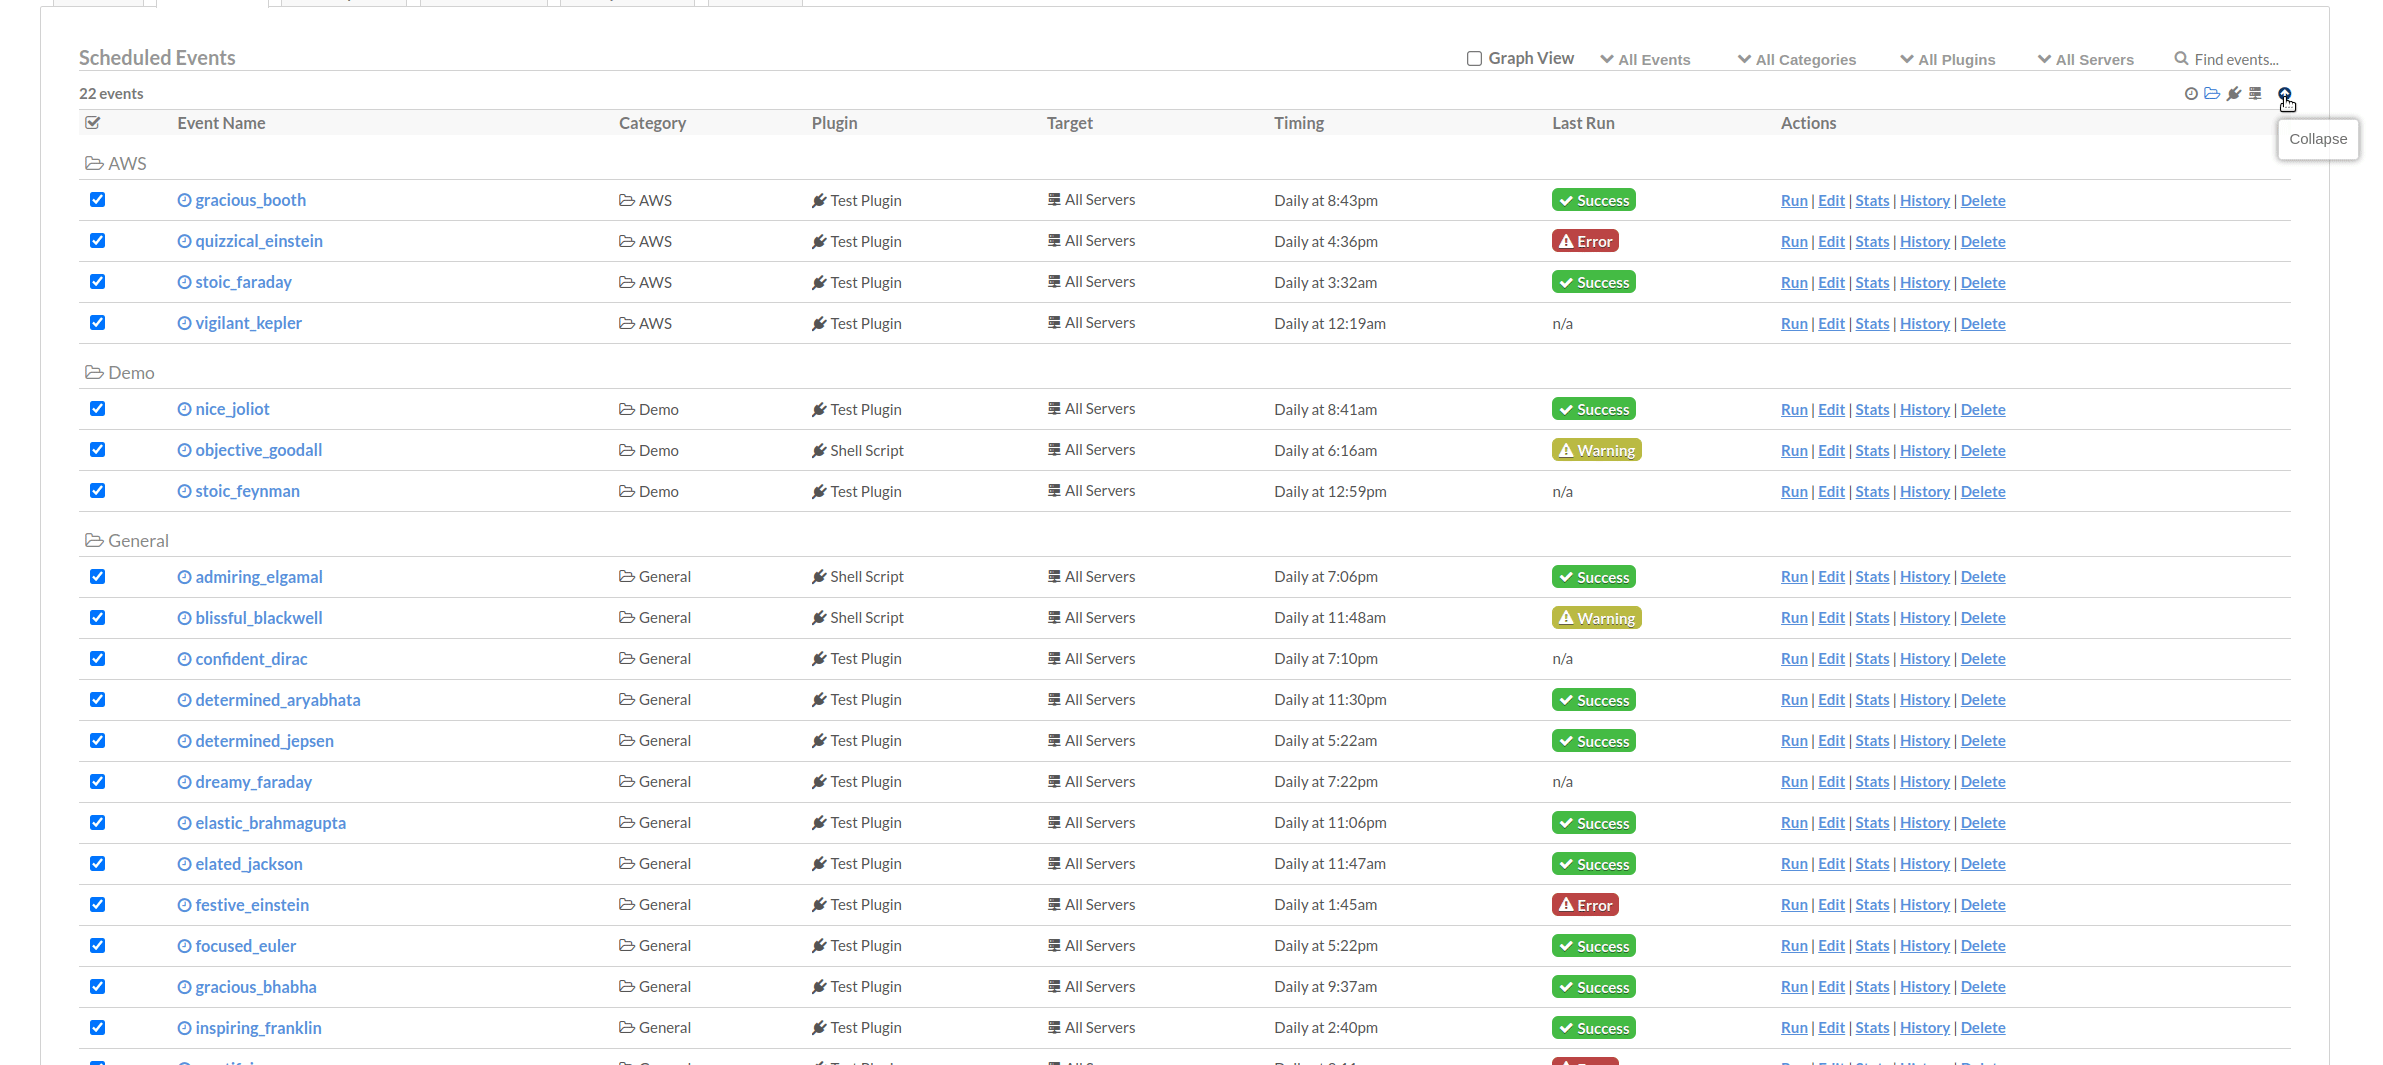 Scheduled Events Graph View All Events All Categories All Plugins All Servers Find events...
22 events
Collapse
Event Name Category Plugin Target Timing Last Run Actions
AWS
gracious_booth AWS Test Plugin All Servers Daily at 8:43pm Success Run | Edit | Stats | History | Delete
quizzical_einstein AWS Test Plugin All Servers Daily at 4:36pm Error Run | Edit | Stats | History | Delete
stoic_faraday AWS Test Plugin All Servers Daily at 3:32am Success Run | Edit | Stats | History | Delete
vigilant_kepler AWS Test Plugin All Servers Daily at 12:19am n/a Run | Edit | Stats | History | Delete
Demo
nice_joliot Demo Test Plugin All Servers Daily at 8:41am Success Run | Edit | Stats | History | Delete
objective_goodall Demo Shell Script All Servers Daily at 6:16am Warning Run | Edit | Stats | History | Delete
stoic_feynman Demo Test Plugin All Servers Daily at 12:59pm n/a Run | Edit | Stats | History | Delete
General
admiring_elgamal General Shell Script All Servers Daily at 7:06pm Success Run | Edit | Stats | History | Delete
blissful_blackwell General Shell Script All Servers Daily at 11:48am Warning Run | Edit | Stats | History | Delete
confident_dirac General Test Plugin All Servers Daily at 7:10pm n/a Run | Edit | Stats | History | Delete
determined_aryabhata General Test Plugin All Servers Daily at 11:30pm Success Run | Edit | Stats | History | Delete
determined_jepsen General Test Plugin All Servers Daily at 5:22am Success Run | Edit | Stats | History | Delete
dreamy_faraday General Test Plugin All Servers Daily at 7:22pm n/a Run | Edit | Stats | History | Delete
elastic_brahmagupta General Test Plugin All Servers Daily at 11:06pm Success Run | Edit | Stats | History | Delete
elated_jackson General Test Plugin All Servers Daily at 11:47am Success Run | Edit | Stats | History | Delete
festive_einstein General Test Plugin All Servers Daily at 1:45am Error Run | Edit | Stats | History | Delete
focused_euler General Test Plugin All Servers Daily at 5:22pm Success Run | Edit | Stats | History | Delete
gracious_bhabha General Test Plugin All Servers Daily at 9:37am Success Run | Edit | Stats | History | Delete
inspiring_franklin General Test Plugin All Servers Daily at 2:40pm Success Run | Edit | Stats | History | Delete